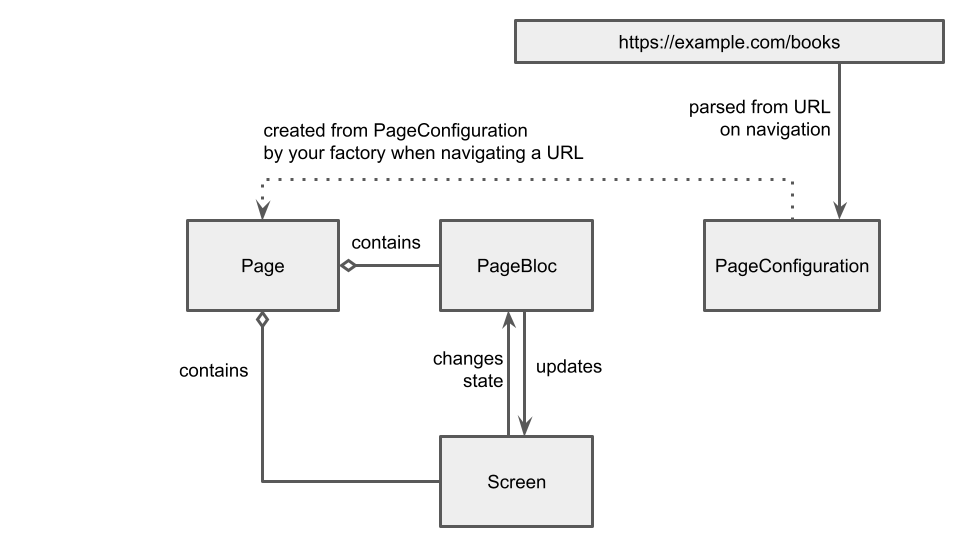 https://example.com/books
parsed from URL
on navigation
created from PageConfiguration
by your factory when navigating a URL
Page
contains
PageBloc
PageConfiguration
contains
changes
state
updates
Screen